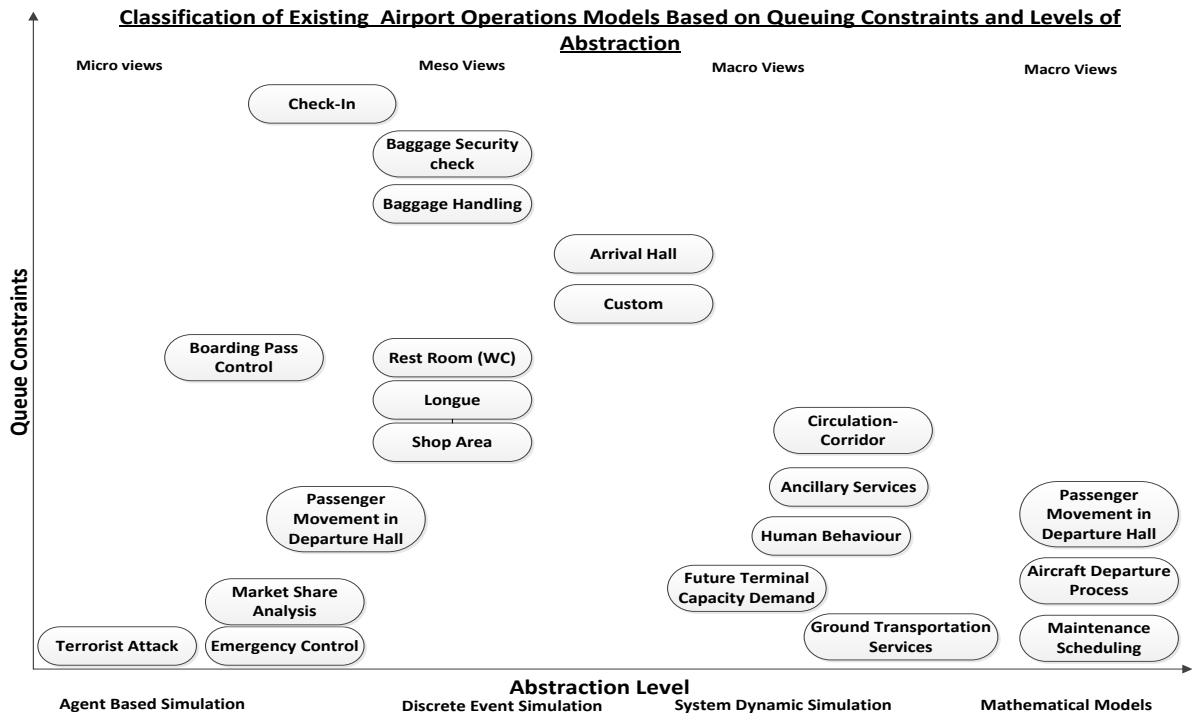 Classification of Existing Airport Operations Models Based on Queuing Constraints and Levels of
Abstraction
Micro views
Meso Views
Macro Views
Macro Views
Check-In
Baggage Security
check
Baggage Handling
Arrival Hall
Custom
Boarding Pass
Control
Rest Room (WC)
Longue
Shop Area
Circulation-
Corridor
Ancillary Services
Human Behaviour
Future Terminal
Capacity Demand
Ground Transportation
Services
Passenger
Movement in
Departure Hall
Market Share
Analysis
Terrorist Attack
Emergency Control
Passenger
Movement in
Departure Hall
Aircraft Departure
Process
Maintenance
Scheduling
Queue Constraints
Abstraction Level
Agent Based Simulation
Discrete Event Simulation
System Dynamic Simulation
Mathematical Models